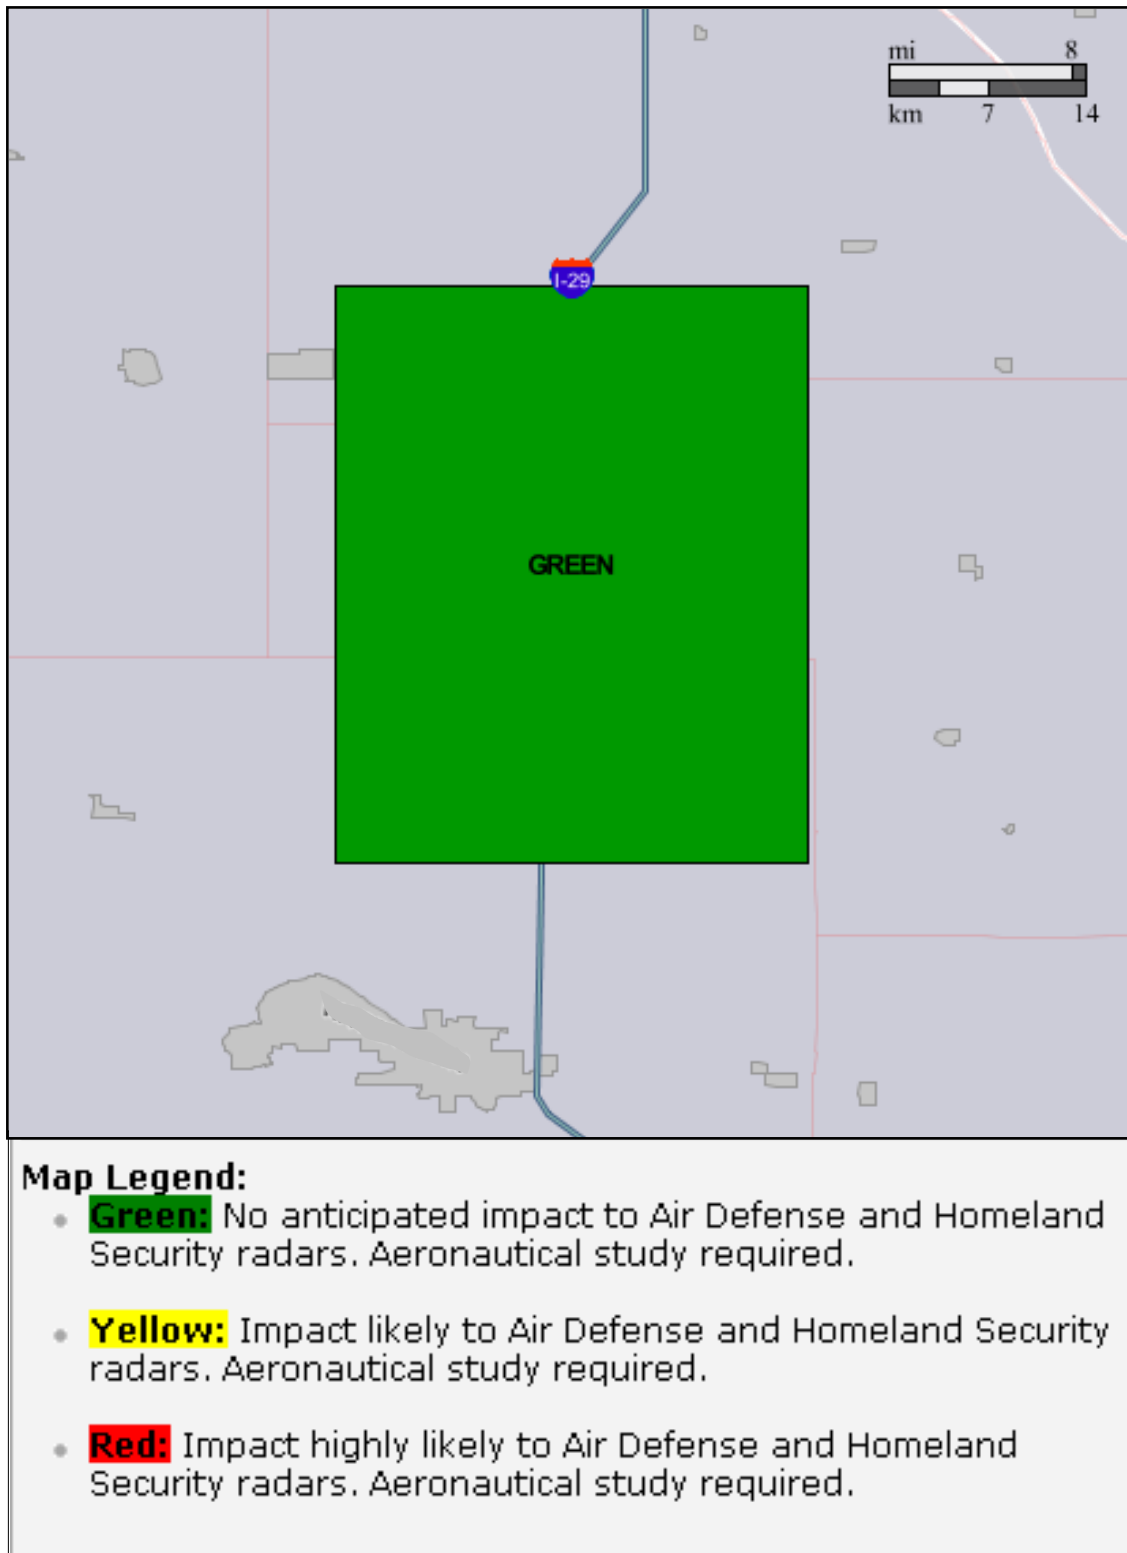 mi 8
km 7 14
I-29
GREEN
Map Legend:
Green: No anticipated impact to Air Defense and Homeland
Security radars. Aeronautical study required.
Yellow: Impact likely to Air Defense and Homeland Security
radars. Aeronautical study required.
Red: Impact highly likely to Air Defense and Homeland
Security radars. Aeronautical study required.